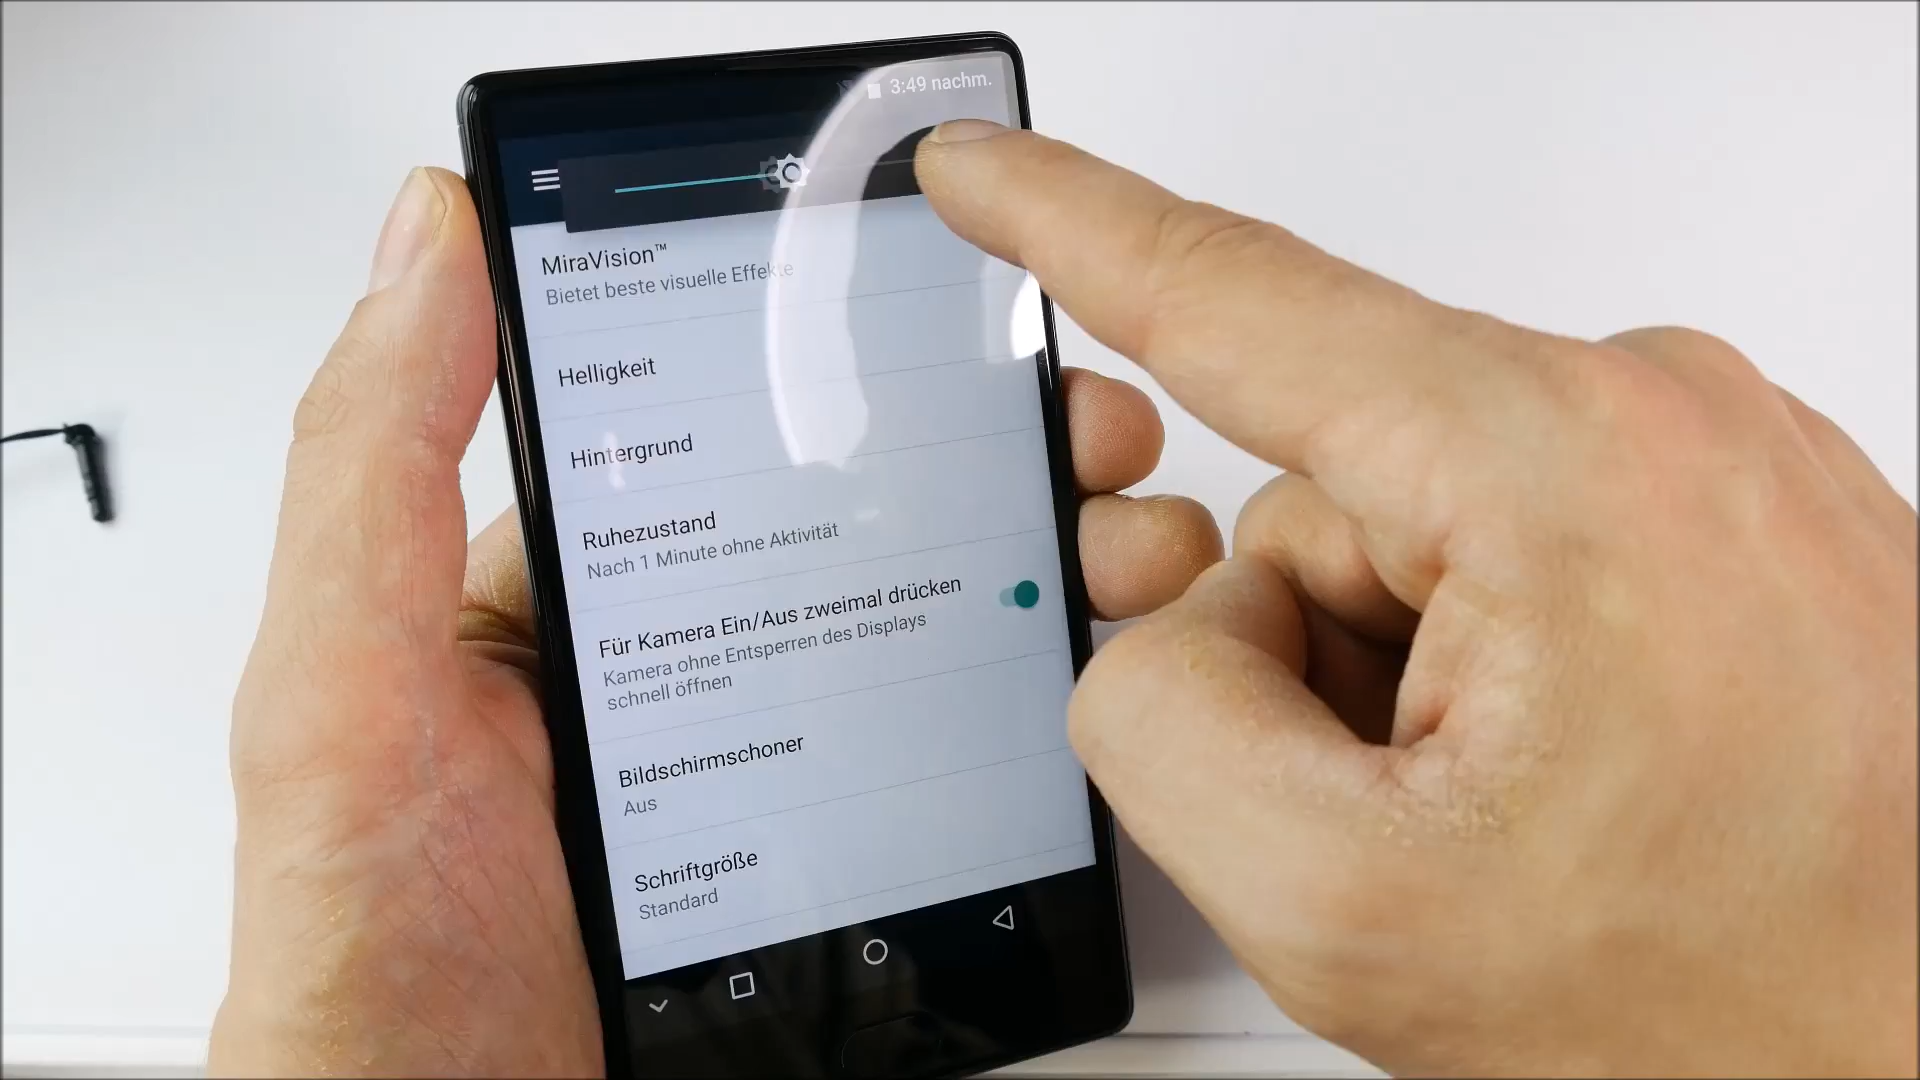 3:49 nachm.
MiraVision™
Bietet beste visuelle Effekte
Helligkeit
Hintergrund
Ruhezustand
Nach 1 Minute ohne Aktivität
Für Kamera Ein/Aus zweimal drücken
Kamera ohne Entsperren des Displays
schnell öffnen
Bildschirmschoner
Aus
Schriftgröße
Standard